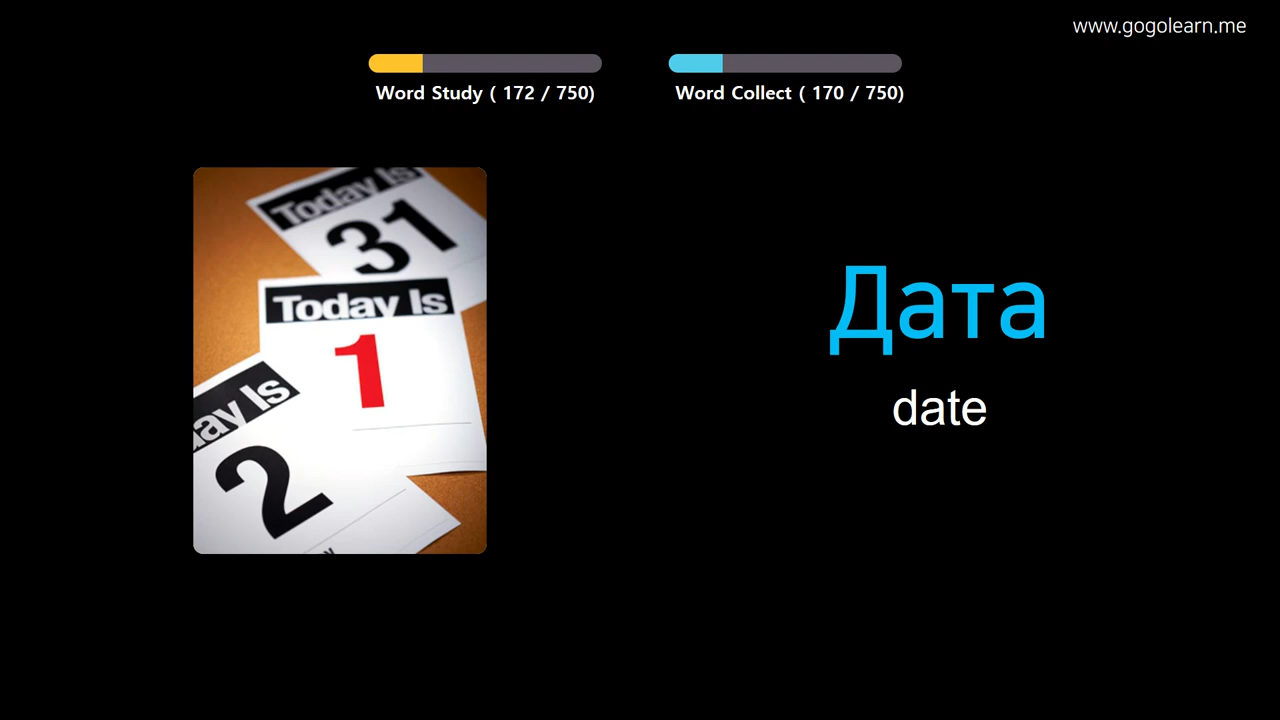 www.gogolearn.me
Word Study ( 172 / 750)
Word Collect ( 170 / 750)
Today Is
31
Today Is
1
ay Is
2
Дата
date